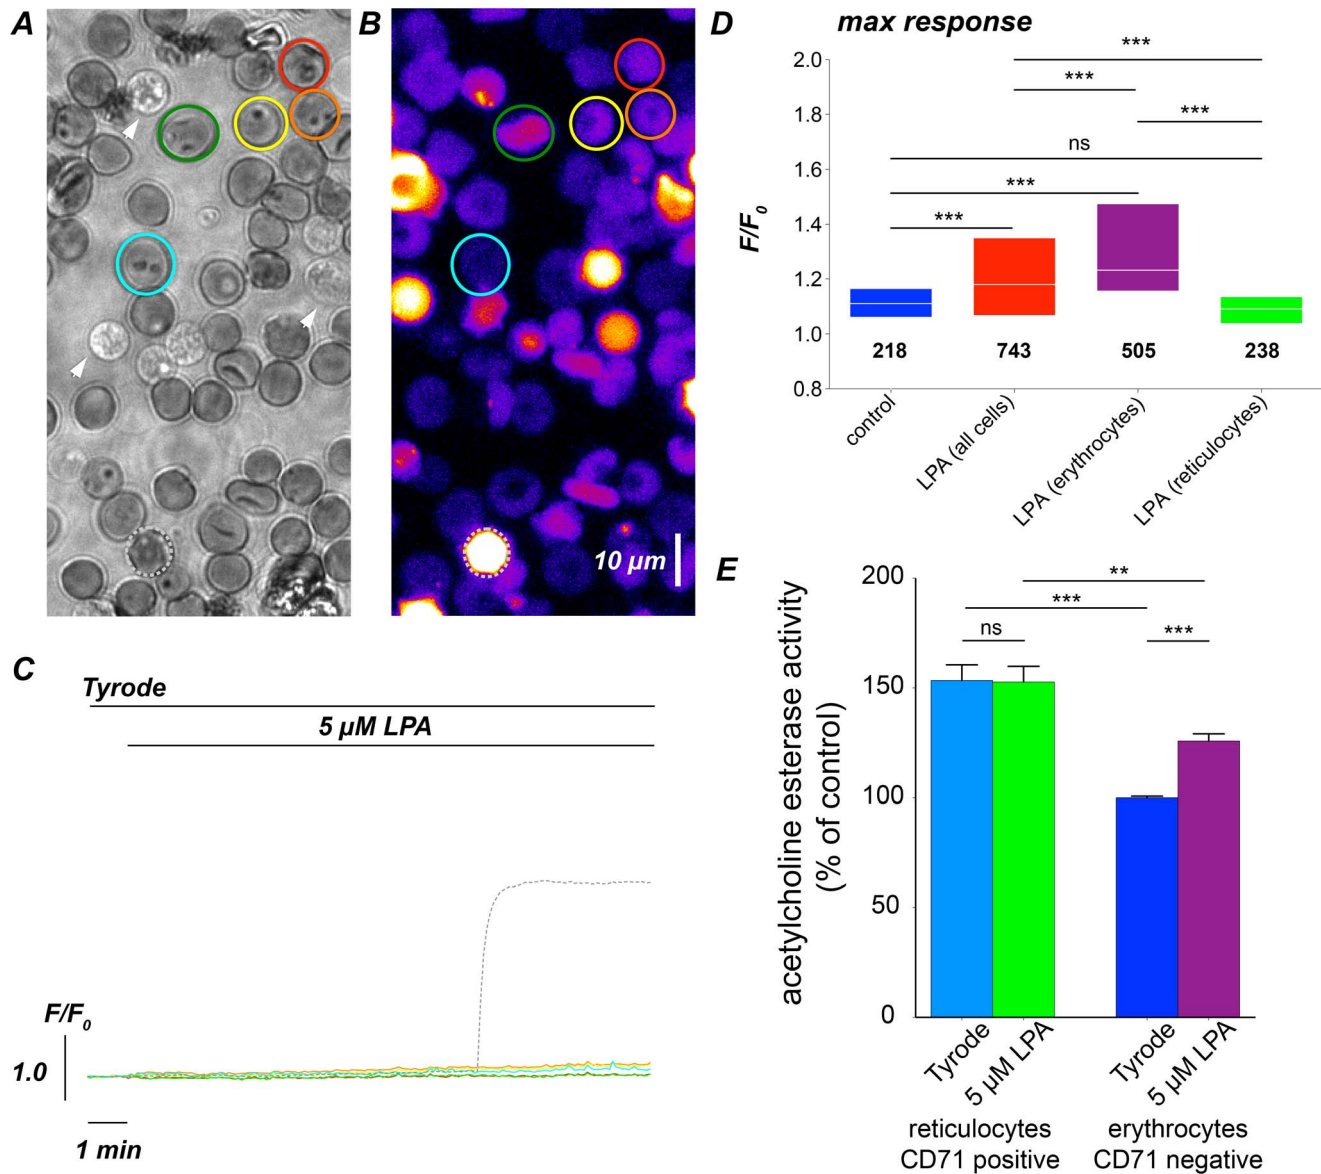 A
B
10 µm
D
max response
***
***
***
ns
***
***
F/F0
2.0
1.8
1.6
1.4
1.2
1.0
0.8
218
743
505
238
control
LPA (all cells)
LPA (erythrocytes)
LPA (reticulocytes)
C
Tyrode
5 µM LPA
F/F0
1.0
1 min
E
acetylcholine esterase activity
(% of control)
200
150
100
50
0
**
***
ns
***
Tyrode
5 µM LPA
Tyrode
5 µM LPA
reticulocytes
CD71 positive
erythrocytes
CD71 negative